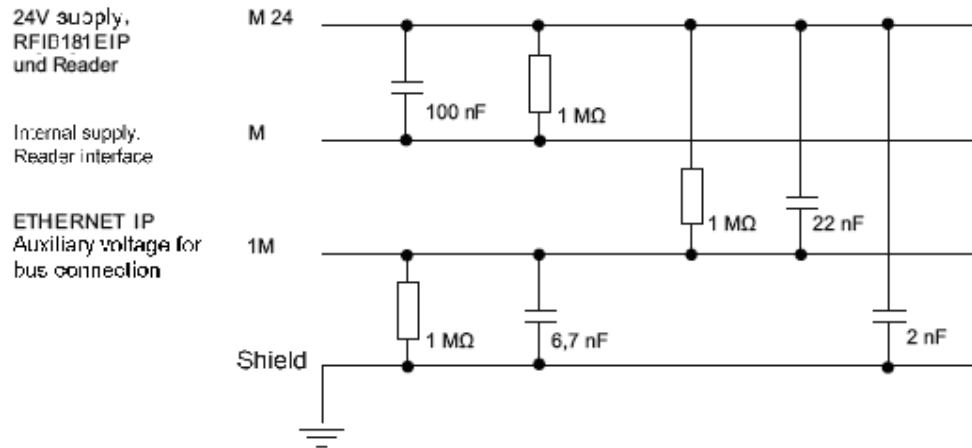 24V supply,
M 24
RFID181EIP
und Reader
100 nF
1 MΩ
Internal supply.
M
Reader interface
1 MΩ
22 nF
ETHERNET IP
Auxiliary voltage for
1M
bus connection
1 MΩ
6,7 nF
2 nF
Shield